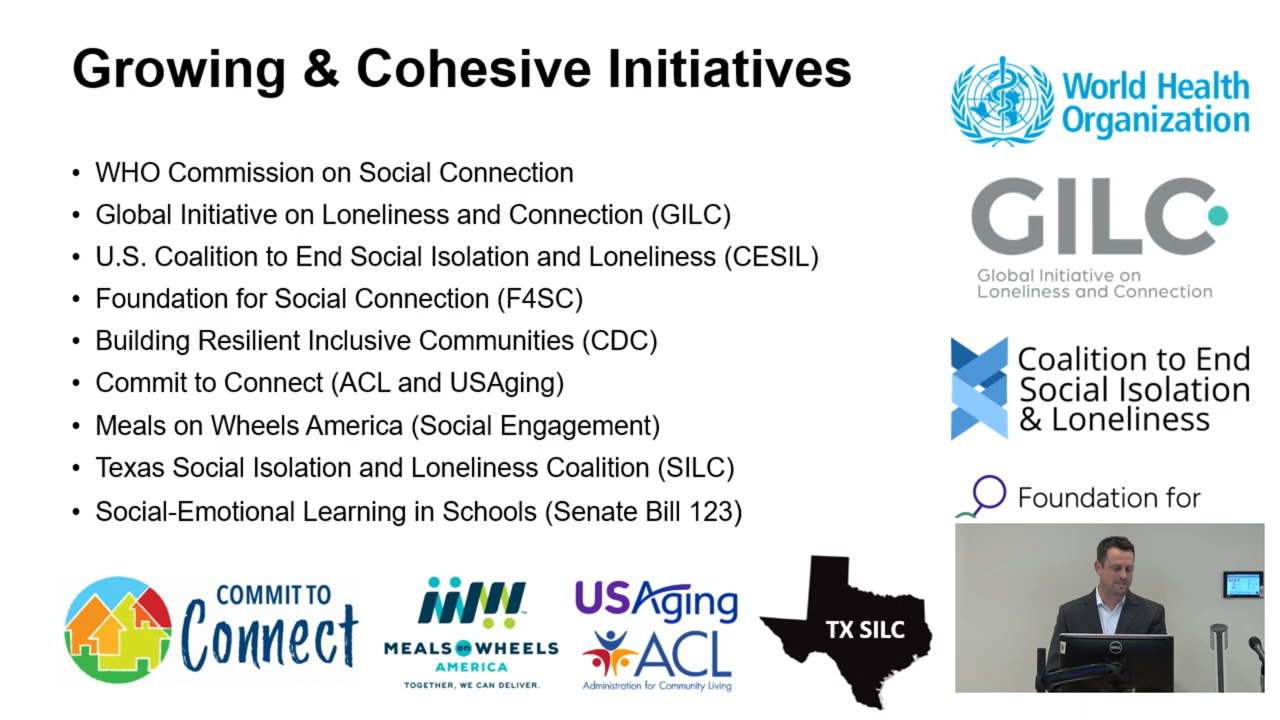 Growing & Cohesive Initiatives
• WHO Commission on Social Connection
• Global Initiative on Loneliness and Connection (GILC)
• U.S. Coalition to End Social Isolation and Loneliness (CESIL)
• Foundation for Social Connection (F4SC)
• Building Resilient Inclusive Communities (CDC)
• Commit to Connect (ACL and USAging)
• Meals on Wheels America (Social Engagement)
• Texas Social Isolation and Loneliness Coalition (SILC)
• Social-Emotional Learning in Schools (Senate Bill 123)
World Health
Organization
GILC
Global Initiative on
Loneliness and Connection
Coalition to End
Social Isolation
& Loneliness
Foundation for
COMMIT TO
Connect
MEALS on WHEELS
AMERICA
TOGETHER, WE CAN DELIVER.
USAging
ACL
Administration for Community Living
TX SILC
DELL